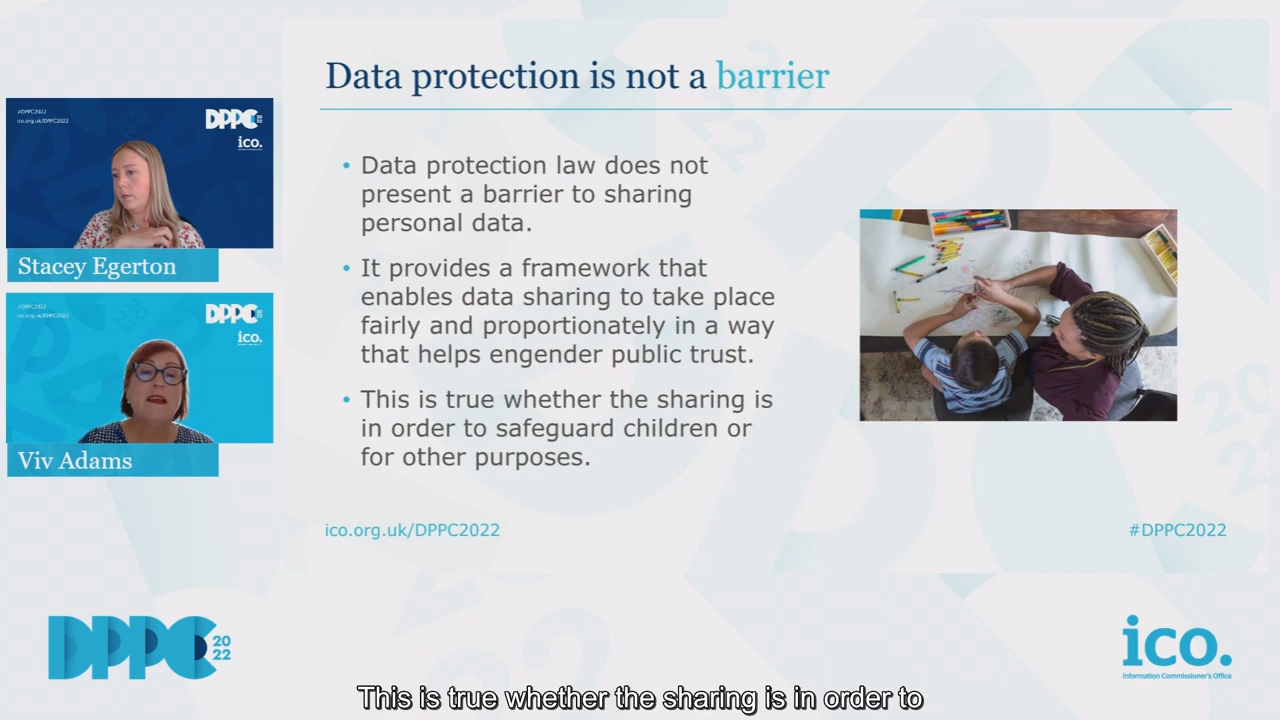 Data protection is not a barrier
#DPPC2022
ico.org.uk/DPPC2022
DPPC 2022
ico.
Stacey Egerton
#DPPC2022
ico.org.uk/DPPC2022
DPPC 2022
ico.
Viv Adams
• Data protection law does not
present a barrier to sharing
personal data.
• It provides a framework that
enables data sharing to take place
fairly and proportionately in a way
that helps engender public trust.
• This is true whether the sharing is
in order to safeguard children or
for other purposes.
ico.org.uk/DPPC2022
#DPPC2022
DPPC 2022
ico.
Information Commissioner's Office
This is true whether the sharing is in order to